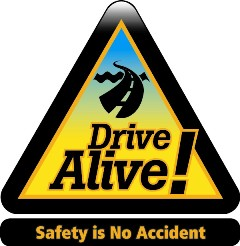 Drive
Alive!
Safety is No Accident